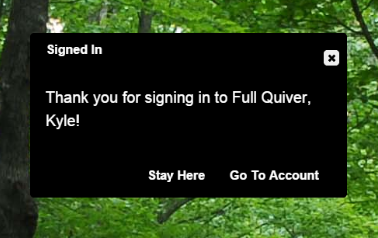 Signed In
Thank you for signing in to Full Quiver,
Kyle!
Stay Here Go To Account